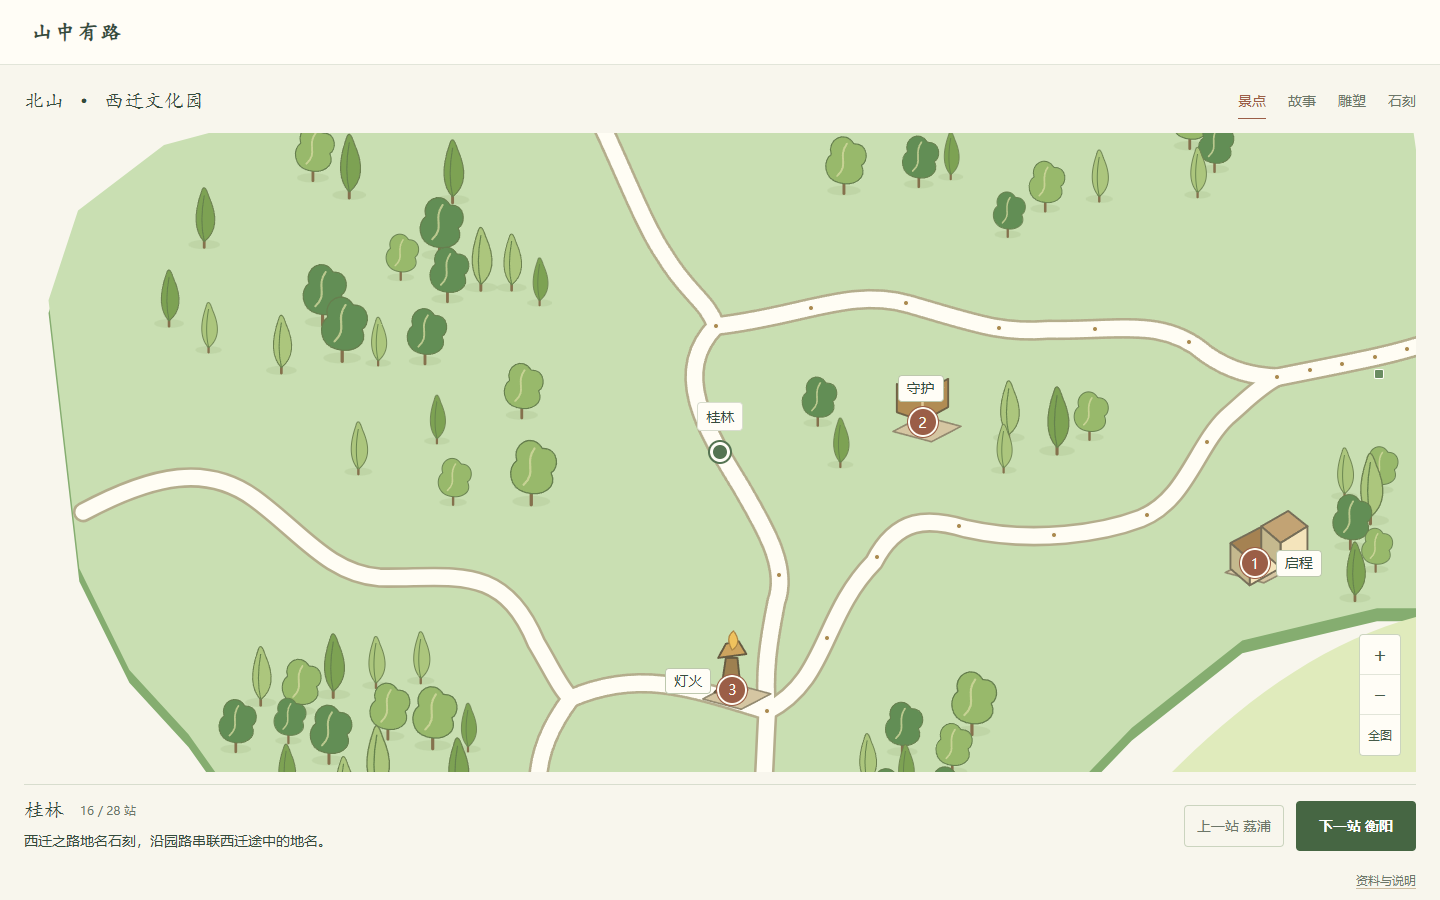 山中有路
北山 • 西迁文化园
景点 故事 雕塑 石刻
守护
2
桂林
1 启程
灯火 3
+
−
全图
桂林 16 / 28 站
西迁之路地名石刻，沿园路串联西迁途中的地名。
上一站 荔浦
下一站 衡阳
资料与说明